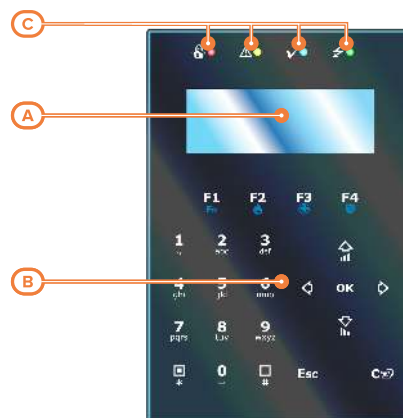 C
A
F1 F2 F3 F4
Fn
1 2 3
abc def
B
4 5 6 OK
ghi jkl mno
7 8 9
pqrs tuv wxyz
0 Esc C
* #